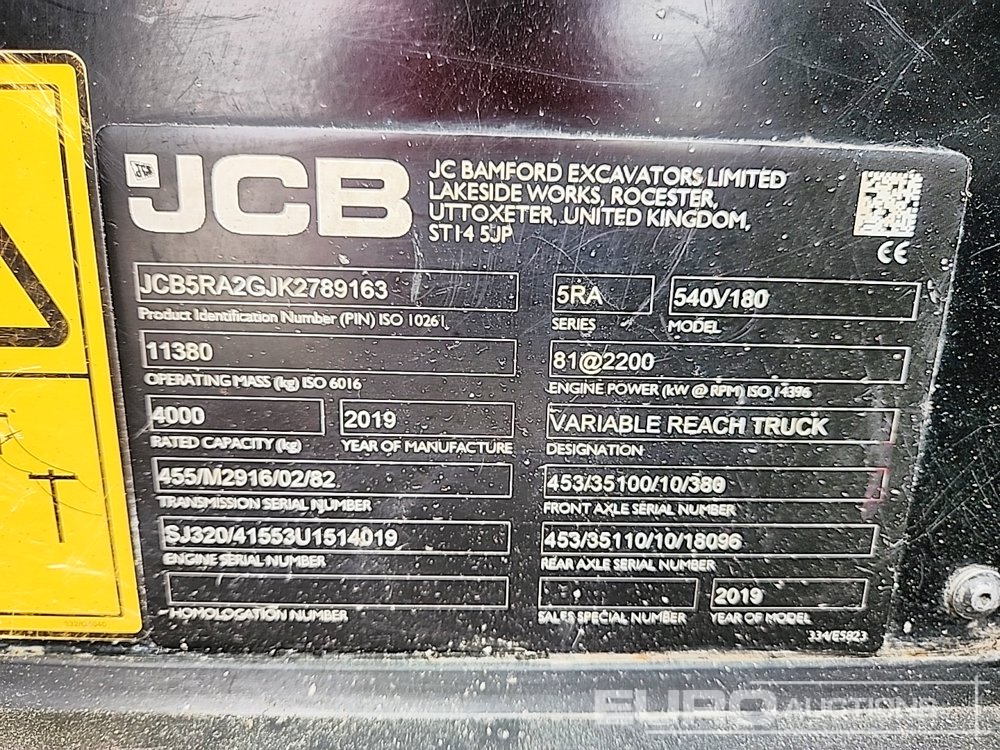 JCB
JC BAMFORD EXCAVATORS LIMITED
LAKESIDE WORKS, ROCESTER,
UTTOXETER, UNITED KINGDOM,
ST14 5JP
CE
JCB5RA2GJK2789163
Product Identification Number (PIN) ISO 10261
5RA
SERIES
540V180
MODEL
11380
OPERATING MASS (kg) ISO 6016
81@2200
ENGINE POWER (kW @ RPM) ISO 14396
4000
RATED CAPACITY (kg)
2019
YEAR OF MANUFACTURE
VARIABLE REACH TRUCK
DESIGNATION
455/M2916/02/82
TRANSMISSION SERIAL NUMBER
453/35100/10/380
FRONT AXLE SERIAL NUMBER
SJ320/41553U1514019
ENGINE SERIAL NUMBER
453/35110/10/18096
REAR AXLE SERIAL NUMBER
HOMOLOGATION NUMBER
SALES SPECIAL NUMBER
2019
YEAR OF MODEL
334/E5823
EURO AUCTIONS